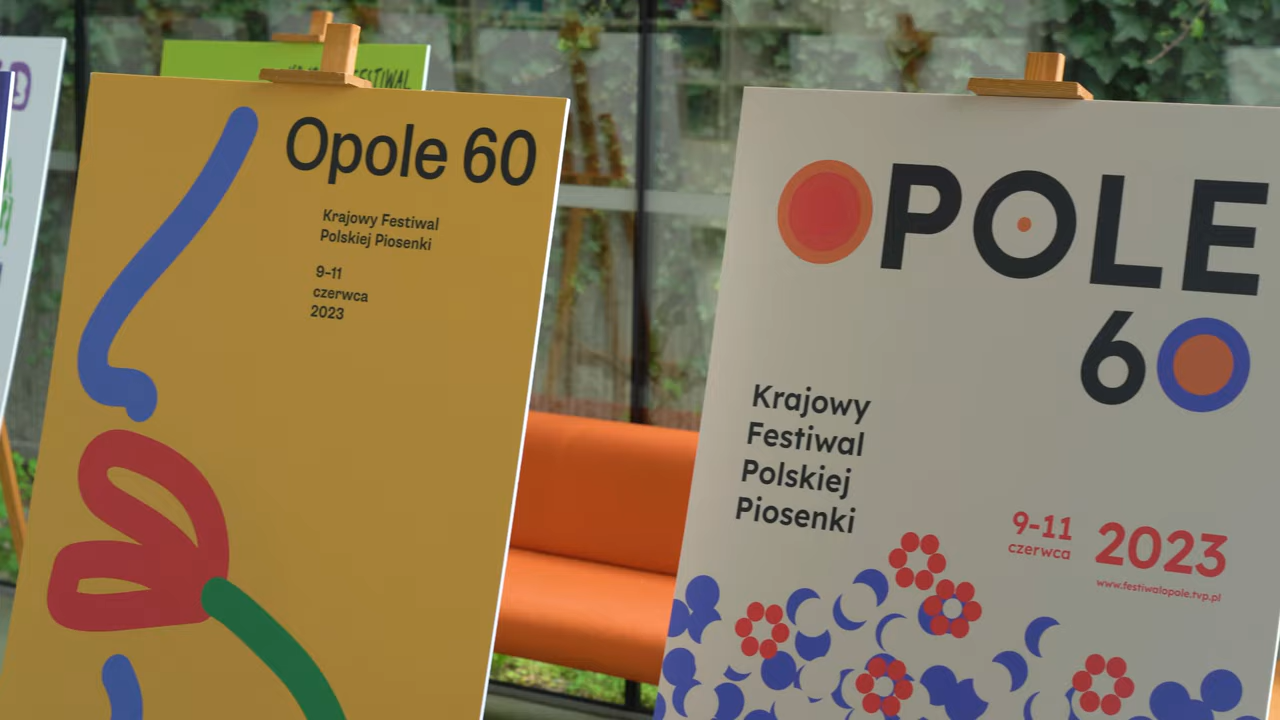 FESTIWAL
Opole 60
Krajowy Festiwal
Polskiej Piosenki
9-11
czerwca
2023
OPOLE
60
Krajowy
Festiwal
Polskiej
Piosenki
9-11
czerwca
2023
www.festiwalopole.tvp.pl